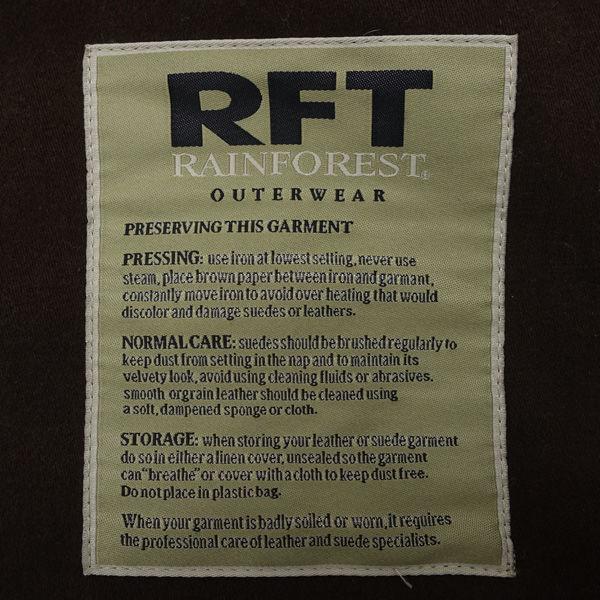 RFT
RAINFOREST®
OUTERWEAR
PRESERVING THIS GARMENT
PRESSING: use iron at lowest setting, never use
steam, place brown paper between iron and garmant,
constantly move iron to avoid over heating that would
discolor and damage suedes or leathers.
NORMAL CARE: suedes should be brushed regularly to
keep dust from setting in the nap and to maintain its
velvety look, avoid using cleaning fluids or abrasives.
smooth orgrain leather should be cleaned using
a soft, dampened sponge or cloth.
STORAGE: when storing your leather or suede garment
do so in either a linen cover, unsealed so the garment
can "breathe" or cover with a cloth to keep dust free.
Do not place in plastic bag.
When your garment is badly soiled or worn, it requires
the professional care of leather and suede specialists.